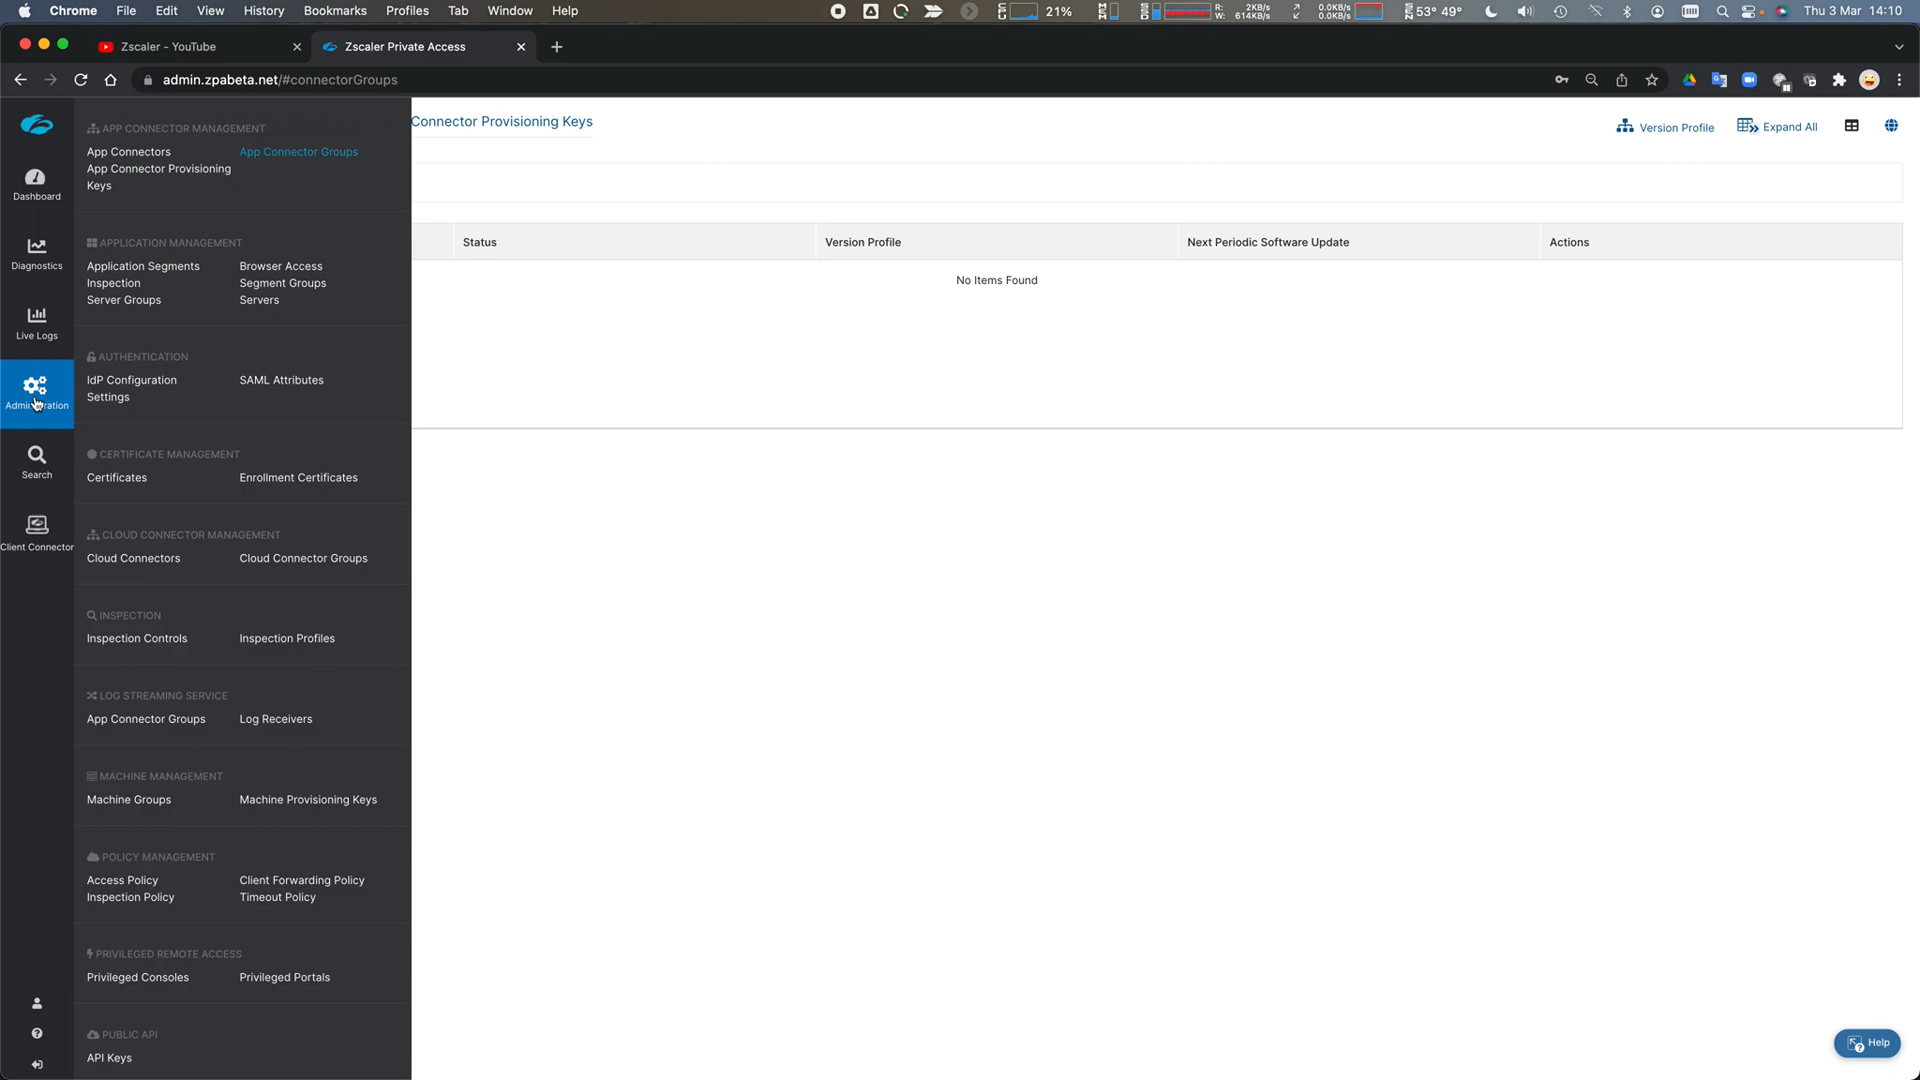 Chrome File Edit View History Bookmarks Profiles Tab Window Help 21% R: 2KB/s W: 614KB/s 0.0KB/s 0.0KB/s 53° 49° Thu 3 Mar 14:10
Zscaler - YouTube
Zscaler Private Access
admin.zpabeta.net/#connectorGroups
Dashboard
Diagnostics
Live Logs
Administration
Search
Client Connector
APP CONNECTOR MANAGEMENT
App Connectors App Connector Groups
App Connector Provisioning
Keys
APPLICATION MANAGEMENT
Application Segments Browser Access
Inspection Segment Groups
Server Groups Servers
AUTHENTICATION
IdP Configuration SAML Attributes
Settings
CERTIFICATE MANAGEMENT
Certificates Enrollment Certificates
CLOUD CONNECTOR MANAGEMENT
Cloud Connectors Cloud Connector Groups
INSPECTION
Inspection Controls Inspection Profiles
LOG STREAMING SERVICE
App Connector Groups Log Receivers
MACHINE MANAGEMENT
Machine Groups Machine Provisioning Keys
POLICY MANAGEMENT
Access Policy Client Forwarding Policy
Inspection Policy Timeout Policy
PRIVILEGED REMOTE ACCESS
Privileged Consoles Privileged Portals
PUBLIC API
API Keys
Connector Provisioning Keys
Version Profile Expand All
Status Version Profile Next Periodic Software Update Actions
No Items Found
Help